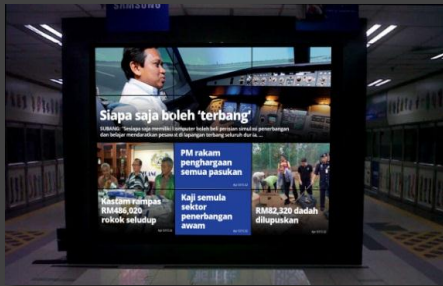 SAMSUNG
Siapa saja boleh 'terbang'
SUBANG: "Sesiapa saja memiliki komputer boleh beli perisian simulasi penerbangan
dan belajar mendaratkan pesawat di lapangan terbang seluruh dunia. ...
PM rakam
penghargaan
semua pasukan
Kastam rampas
RM486,020
rokok seludup
Kaji semula
sektor
penerbangan
awam
RM82,320 dadah
dilupuskan